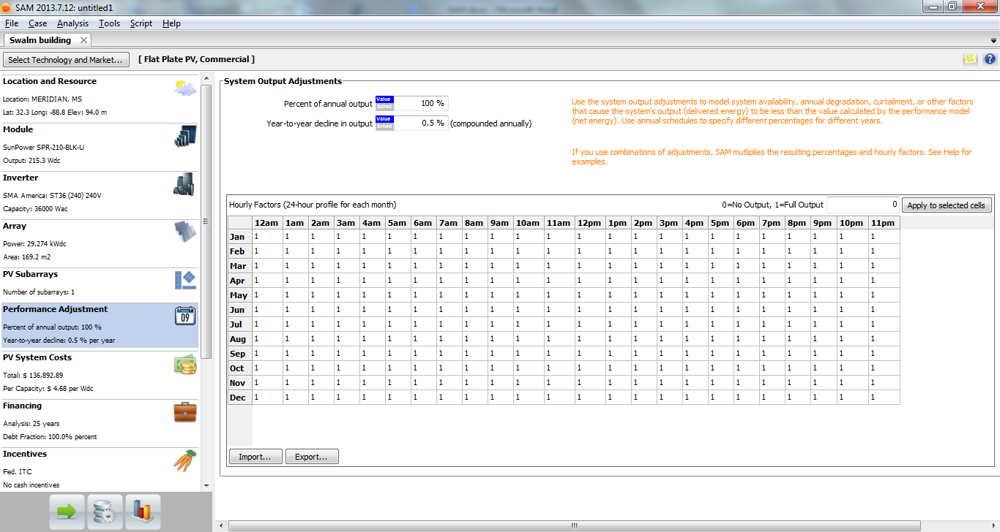 SAM 2013.7.12: untitled1
File Case Analysis Tools Script Help
Swalm building
Select Technology and Market... [ Flat Plate PV, Commercial ]
Location and Resource
Location: MERIDIAN, MS
Lat: 32.3 Long: -88.8 Elev: 94.0 m
Module
SunPower SPR-210-BLK-U
Output: 215.3 Wdc
Inverter
SMA America: ST36 (240) 240V
Capacity: 36000 Wac
Array
Power: 29.274 kWdc
Area: 169.2 m2
PV Subarrays
Number of subarrays: 1
Performance Adjustment
Percent of annual output: 100 %
Year-to-year decline: 0.5 % per year
09
PV System Costs
Total: $ 136,892.89
Per Capacity: $ 4.68 per Wdc
Financing
Analysis: 25 years
Debt Fraction: 100.0% percent
Incentives
Fed. ITC
No cash incentives
System Output Adjustments
Percent of annual output Value Sched 100 %
Year-to-year decline in output Value Sched 0.5 % (compounded annually)
Use the system output adjustments to model system availability, annual degradation, curtailment, or other factors
that cause the system's output (delivered energy) to be less than the value calculated by the performance model
(net energy). Use annual schedules to specify different percentages for different years.
If you use combinations of adjustments, SAM mutliplies the resulting percentages and hourly factors. See Help for
examples.
Hourly Factors (24-hour profile for each month) 0=No Output, 1=Full Output 0 Apply to selected cells
12am 1am 2am 3am 4am 5am 6am 7am 8am 9am 10am 11am 12pm 1pm 2pm 3pm 4pm 5pm 6pm 7pm 8pm 9pm 10pm 11pm
Jan 1 1 1 1 1 1 1 1 1 1 1 1 1 1 1 1 1 1 1 1 1 1 1 1
Feb 1 1 1 1 1 1 1 1 1 1 1 1 1 1 1 1 1 1 1 1 1 1 1 1
Mar 1 1 1 1 1 1 1 1 1 1 1 1 1 1 1 1 1 1 1 1 1 1 1 1
Apr 1 1 1 1 1 1 1 1 1 1 1 1 1 1 1 1 1 1 1 1 1 1 1 1
May 1 1 1 1 1 1 1 1 1 1 1 1 1 1 1 1 1 1 1 1 1 1 1 1
Jun 1 1 1 1 1 1 1 1 1 1 1 1 1 1 1 1 1 1 1 1 1 1 1 1
Jul 1 1 1 1 1 1 1 1 1 1 1 1 1 1 1 1 1 1 1 1 1 1 1 1
Aug 1 1 1 1 1 1 1 1 1 1 1 1 1 1 1 1 1 1 1 1 1 1 1 1
Sep 1 1 1 1 1 1 1 1 1 1 1 1 1 1 1 1 1 1 1 1 1 1 1 1
Oct 1 1 1 1 1 1 1 1 1 1 1 1 1 1 1 1 1 1 1 1 1 1 1 1
Nov 1 1 1 1 1 1 1 1 1 1 1 1 1 1 1 1 1 1 1 1 1 1 1 1
Dec 1 1 1 1 1 1 1 1 1 1 1 1 1 1 1 1 1 1 1 1 1 1 1 1
Import... Export...